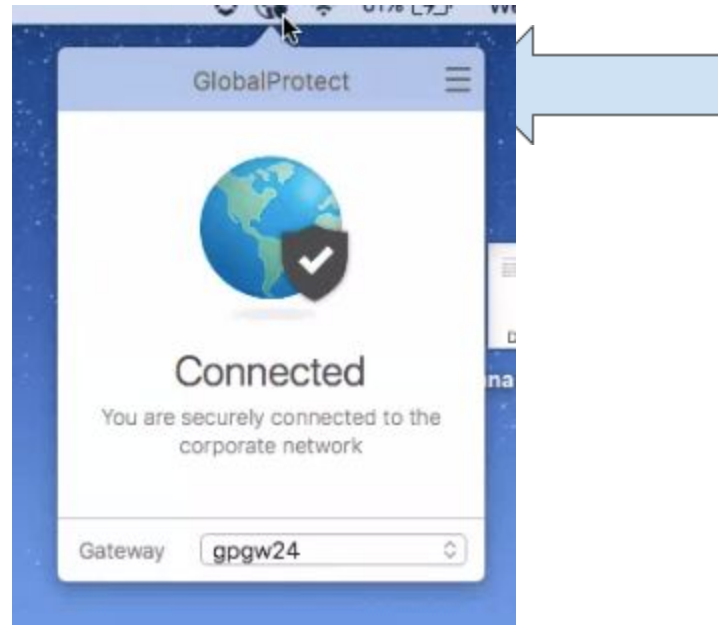 GlobalProtect
Connected
You are securely connected to the
corporate network
Gateway
gpgw24